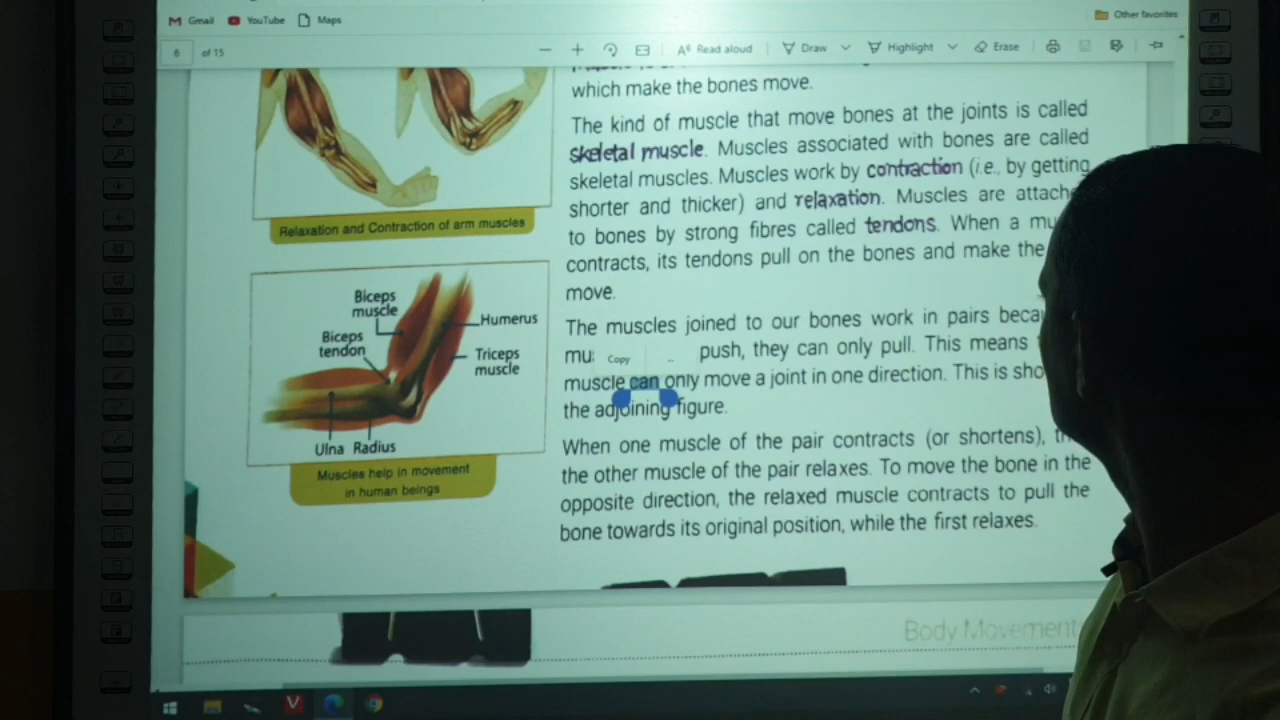 Gmail YouTube Maps Other favorites
6 of 15 Read aloud Draw Highlight Erase
which make the bones move.
The kind of muscle that move bones at the joints is called
skeletal muscle. Muscles associated with bones are called
skeletal muscles. Muscles work by contraction (i.e., by getting
shorter and thicker) and relaxation. Muscles are attache
to bones by strong fibres called tendons. When a mu
contracts, its tendons pull on the bones and make the
move.
The muscles joined to our bones work in pairs becau
mu push, they can only pull. This means
Copy
muscle can only move a joint in one direction. This is sho
the adjoining figure.
When one muscle of the pair contracts (or shortens),
the other muscle of the pair relaxes. To move the bone in the
opposite direction, the relaxed muscle contracts to pull the
bone towards its original position, while the first relaxes.
Relaxation and Contraction of arm muscles
Biceps
muscle
Humerus
Biceps
tendon
Triceps
muscle
Ulna Radius
Muscles help in movement
in human beings
Body Movement